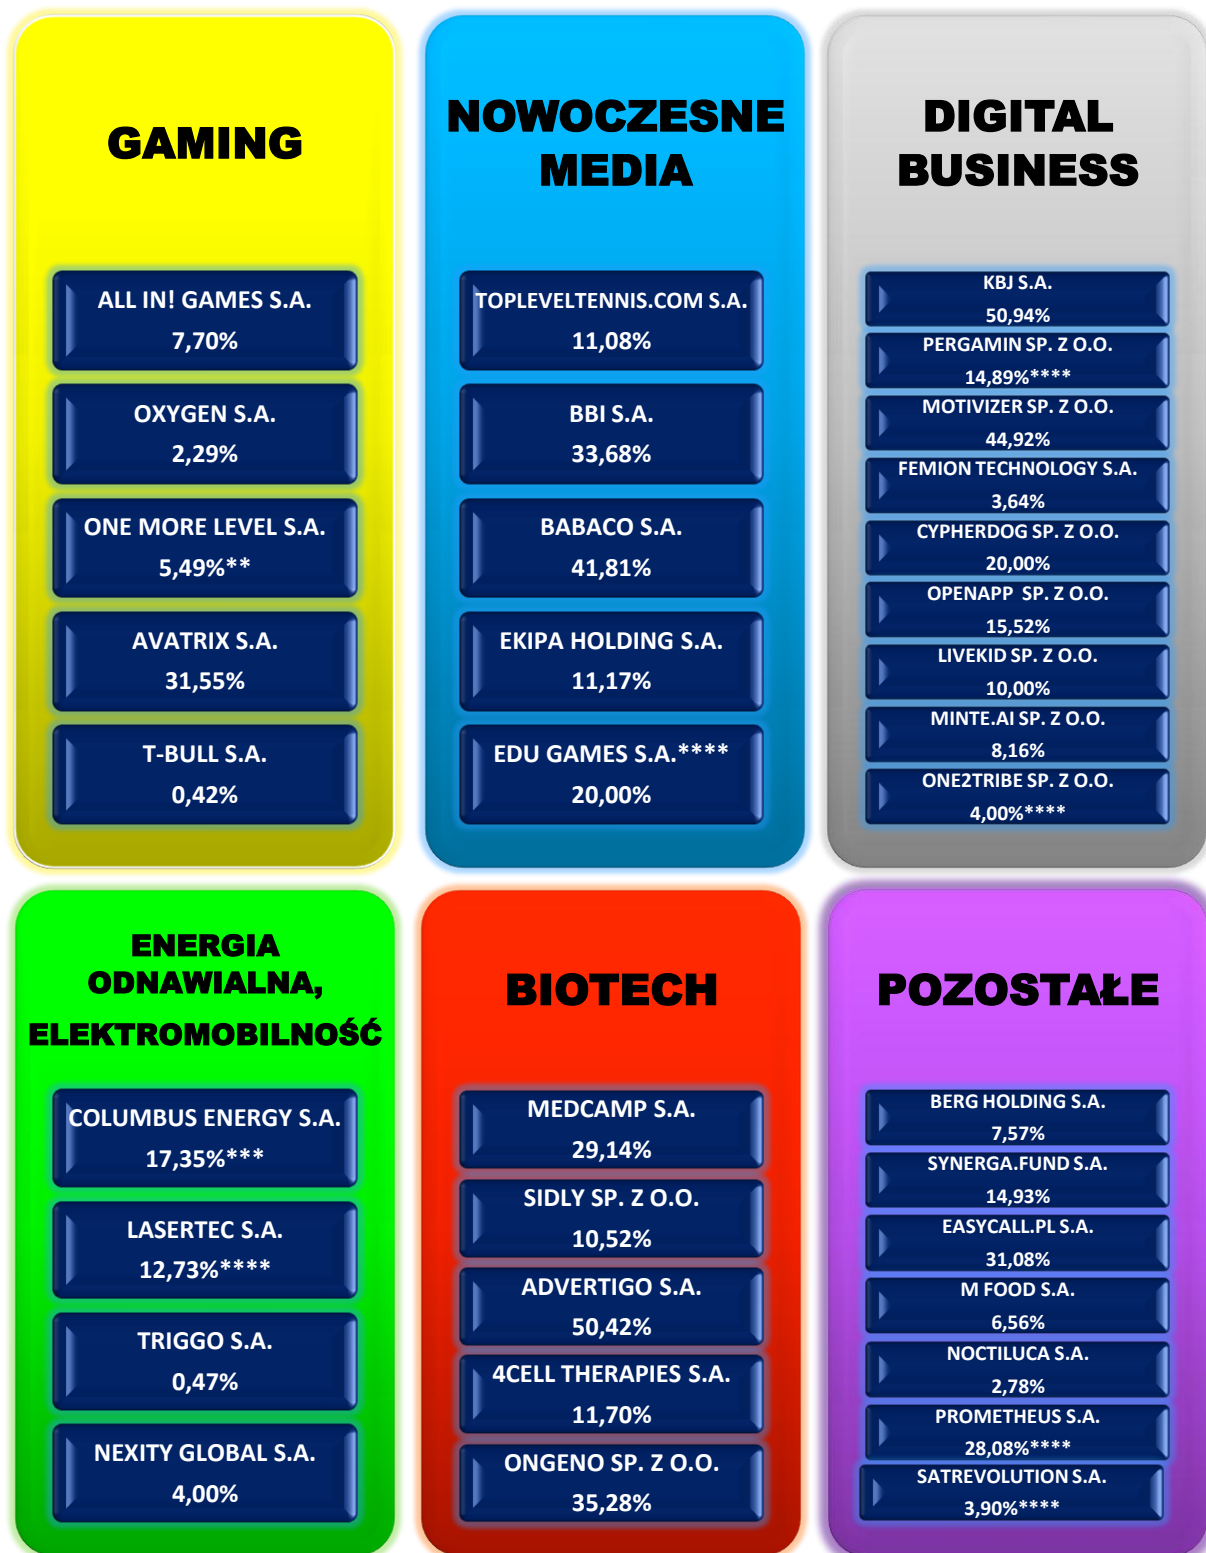 GAMING
ALL IN! GAMES S.A.
7,70%
OXYGEN S.A.
2,29%
ONE MORE LEVEL S.A.
5,49%**
AVATRIX S.A.
31,55%
T-BULL S.A.
0,42%
NOWOCZESNE
MEDIA
TOPLEVELTENNIS.COM S.A.
11,08%
BBI S.A.
33,68%
BABACO S.A.
41,81%
EKIPA HOLDING S.A.
11,17%
EDU GAMES S.A.****
20,00%
DIGITAL
BUSINESS
KBJ S.A.
50,94%
PERGAMIN SP. Z O.O.
14,89%****
MOTIVIZER SP. Z O.O.
44,92%
FEMION TECHNOLOGY S.A.
3,64%
CYPHERDOG SP. Z O.O.
20,00%
OPENAPP SP. Z O.O.
15,52%
LIVEKID SP. Z O.O.
10,00%
MINTE.AI SP. Z O.O.
8,16%
ONE2TRIBE SP. Z O.O.
4,00%****
ENERGIA
ODNAWIALNA,
ELEKTROMOBILNOŚĆ
COLUMBUS ENERGY S.A.
17,35%***
LASERTEC S.A.
12,73%****
TRIGGO S.A.
0,47%
NEXITY GLOBAL S.A.
4,00%
BIOTECH
MEDCAMP S.A.
29,14%
SIDLY SP. Z O.O.
10,52%
ADVERTIGO S.A.
50,42%
4CELL THERAPIES S.A.
11,70%
ONGENO SP. Z O.O.
35,28%
POZOSTAŁE
BERG HOLDING S.A.
7,57%
SYNERGA.FUND S.A.
14,93%
EASYCALL.PL S.A.
31,08%
M FOOD S.A.
6,56%
NOCTILUCA S.A.
2,78%
PROMETHEUS S.A.
28,08%****
SATREVOLUTION S.A.
3,90%****